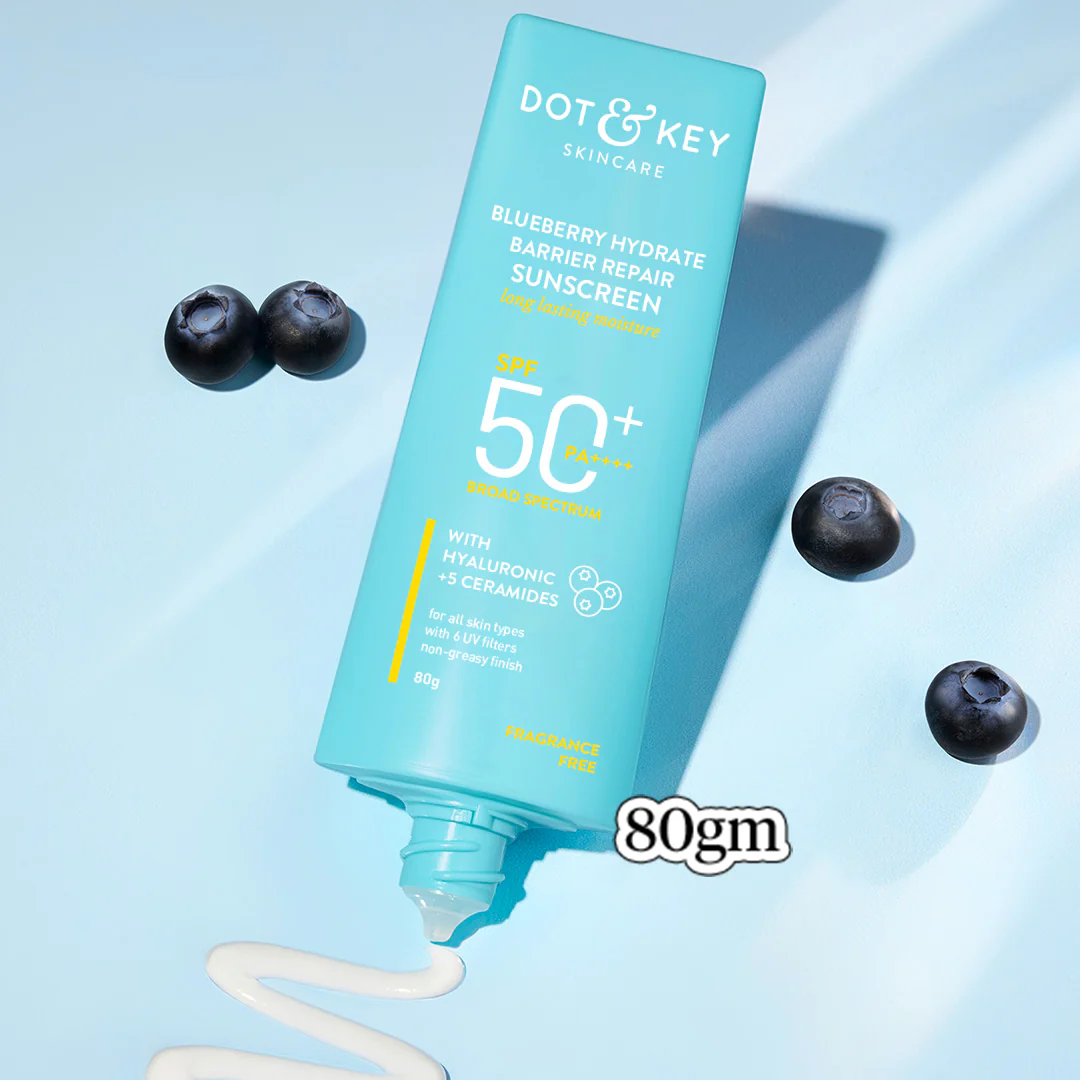 DOT & KEY
SKINCARE
BLUEBERRY HYDRATE
BARRIER REPAIR
SUNSCREEN
long lasting moisture
SPF
50+
PA++++
BROAD SPECTRUM
WITH
HYALURONIC
+5 CERAMIDES
for all skin types
with 6 UV filters
non-greasy finish
80g
FRAGRANCE
FREE
80gm